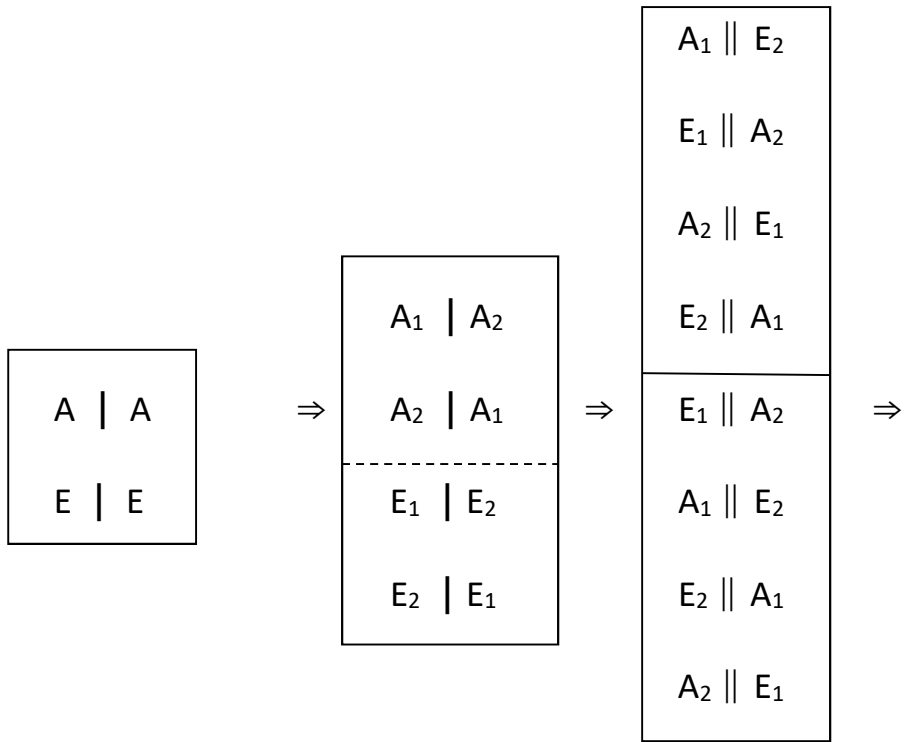 A | A
E | E
⇒
A₁ | A₂
A₂ | A₁
E₁ | E₂
E₂ | E₁
⇒
A₁ || E₂
E₁ || A₂
A₂ || E₁
E₂ || A₁
E₁ || A₂
A₁ || E₂
E₂ || A₁
A₂ || E₁
⇒